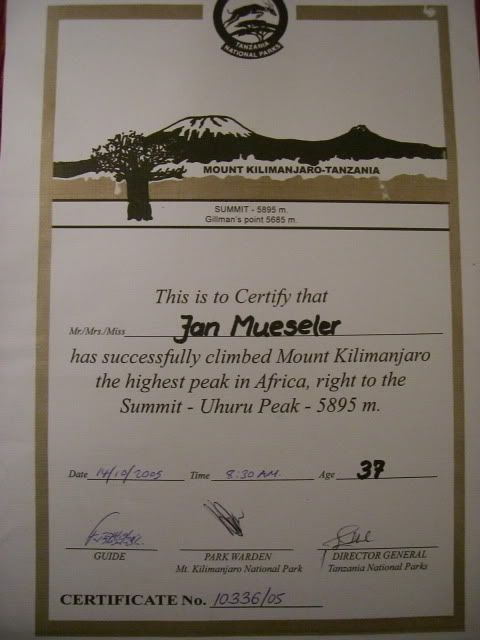 TANZANIA
NATIONAL PARKS
MOUNT KILIMANJARO-TANZANIA
SUMMIT - 5895 m.
Gillman's point 5685 m.
This is to Certify that
Mr./Mrs./Miss Jan Mueseler
has successfully climbed Mount Kilimanjaro
the highest peak in Africa, right to the
Summit - Uhuru Peak - 5895 m.
Date 14/10/2005 Time 8:30 AM. Age 37
GUIDE PARK WARDEN DIRECTOR GENERAL
Mt. Kilimanjaro National Park Tanzania National Parks
CERTIFICATE No. 10336/05